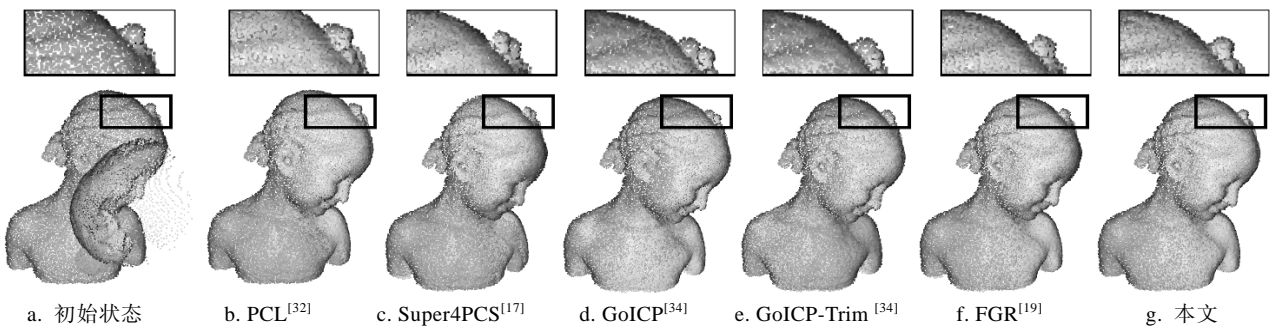 a. 初始状态 b. PCL[32] c. Super4PCS[17] d. GoICP[34] e. GoICP-Trim [34] f. FGR[19] g. 本文